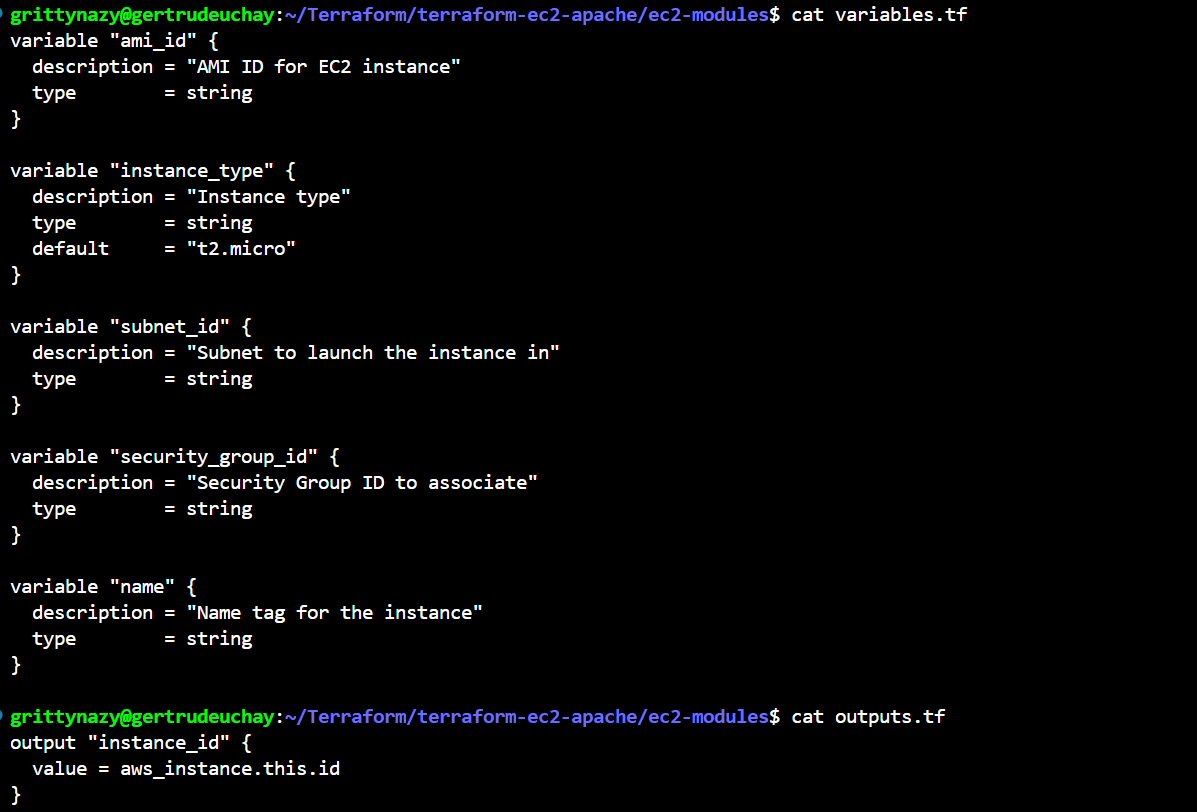 grittynazy@gertrudeuchay:~/Terraform/terraform-ec2-apache/ec2-modules$ cat variables.tf
variable "ami_id" {
  description = "AMI ID for EC2 instance"
  type        = string
}

variable "instance_type" {
  description = "Instance type"
  type        = string
  default     = "t2.micro"
}

variable "subnet_id" {
  description = "Subnet to launch the instance in"
  type        = string
}

variable "security_group_id" {
  description = "Security Group ID to associate"
  type        = string
}

variable "name" {
  description = "Name tag for the instance"
  type        = string
}

grittynazy@gertrudeuchay:~/Terraform/terraform-ec2-apache/ec2-modules$ cat outputs.tf
output "instance_id" {
  value = aws_instance.this.id
}